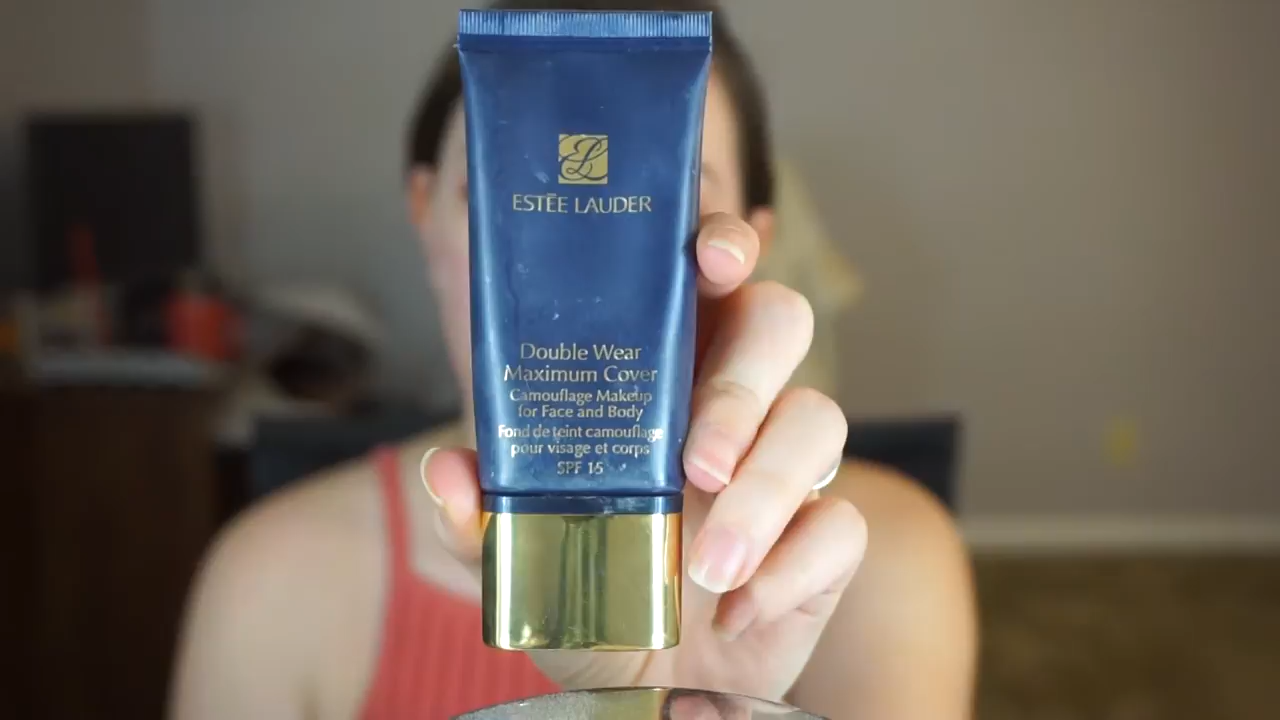 ESTĒE LAUDER
Double Wear
Maximum Cover
Camouflage Makeup
for Face and Body
Fond de teint camouflage
pour visage et corps
SPF 15